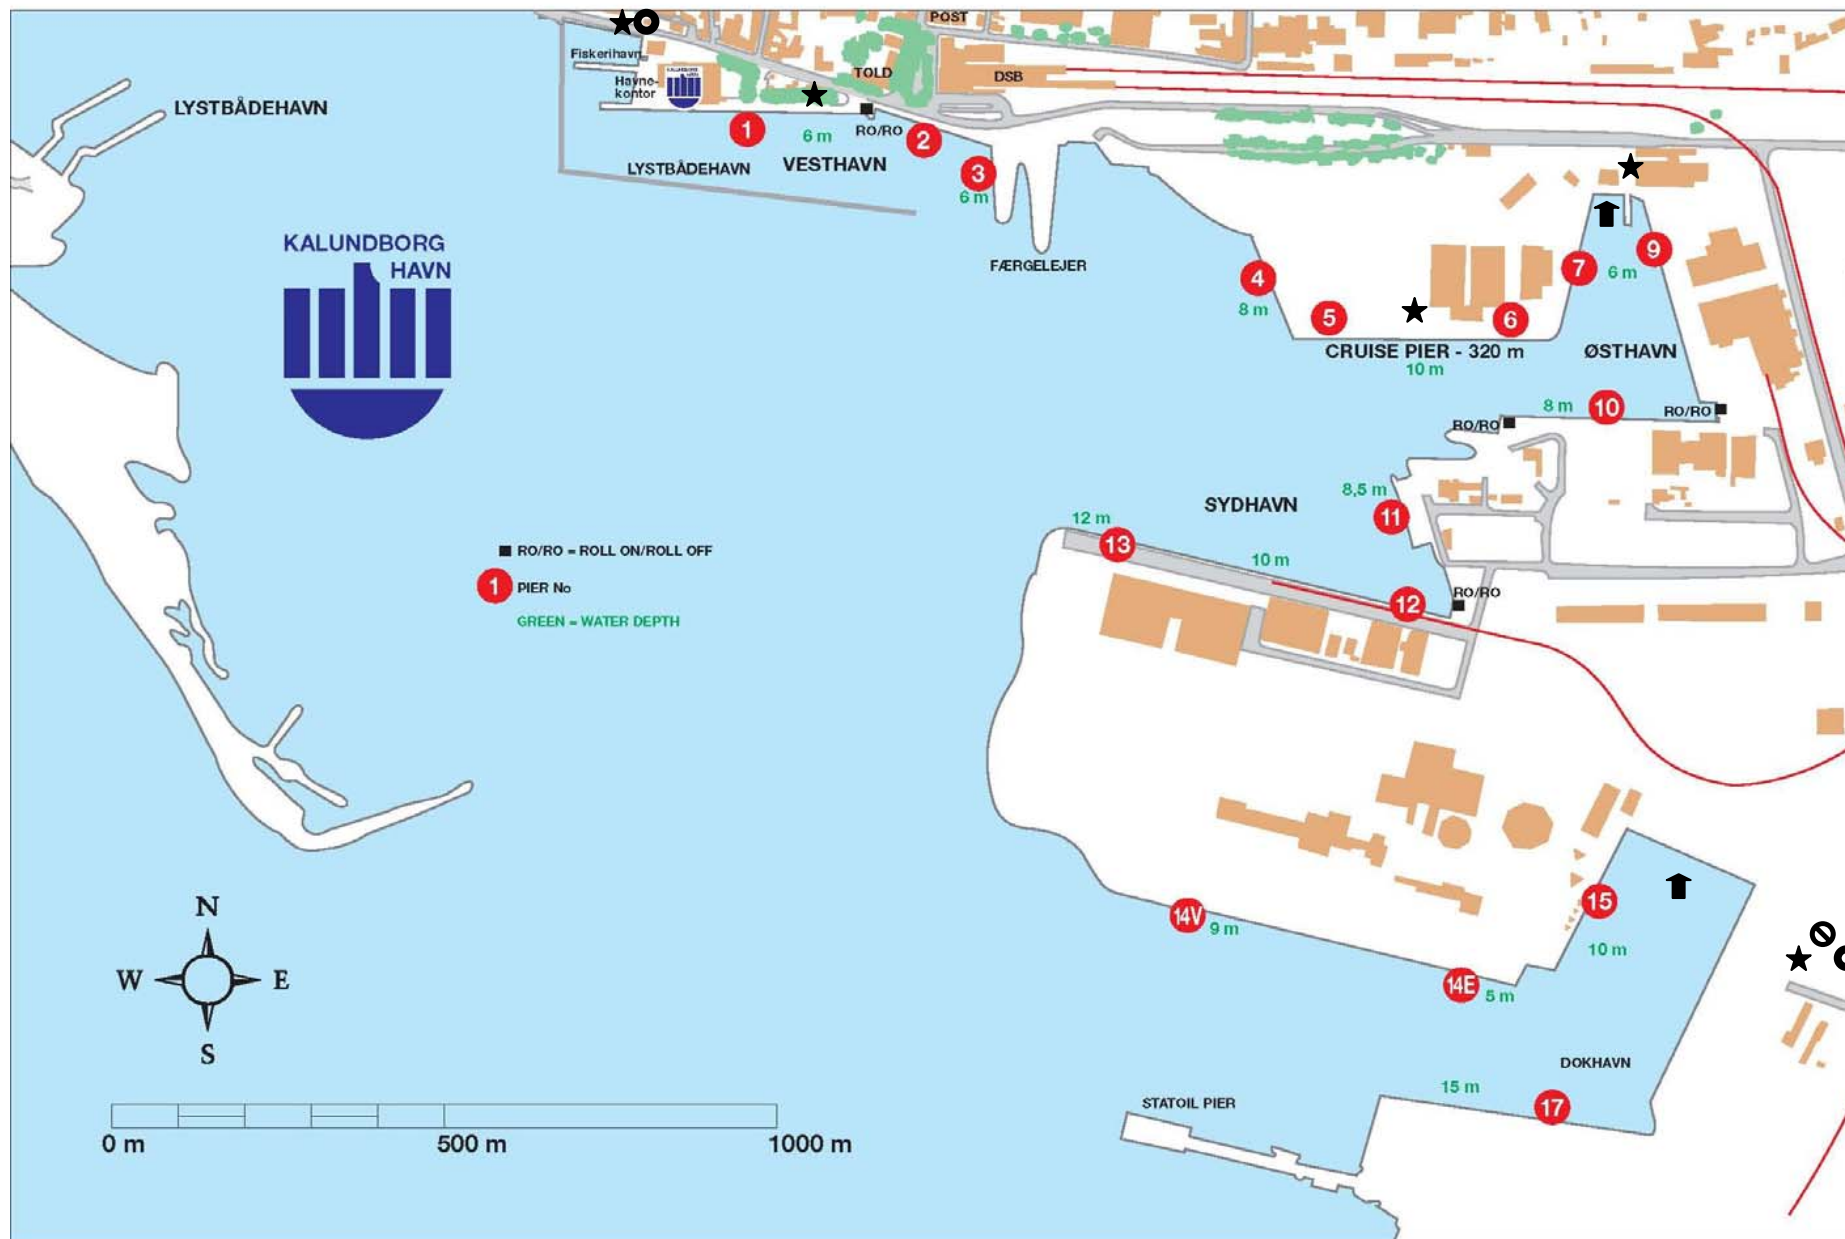 POST
Fiskerihavn
Havne-
kontor
KALUNDBORG
HAVN
TOLD
DSB
LYSTBÅDEHAVN
1
6 m
RO/RO
2
VESTHAVN
LYSTBÅDEHAVN
3
6 m
FÆRGELEJER
KALUNDBORG
HAVN
4
8 m
5
6
7
6 m
9
CRUISE PIER - 320 m
10 m
ØSTHAVN
8 m
10
RO/RO
RO/RO
8,5 m
11
SYDHAVN
12 m
13
10 m
12
RO/RO
RO/RO = ROLL ON/ROLL OFF
1
PIER No
GREEN = WATER DEPTH
14V
9 m
15
10 m
14E
5 m
N
W
E
S
DOKHAVN
15 m
17
STATOIL PIER
0 m
500 m
1000 m